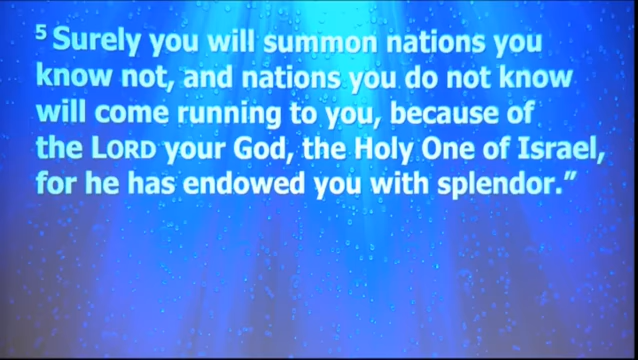 5 Surely you will summon nations you
know not, and nations you do not know
will come running to you, because of
the LORD your God, the Holy One of Israel,
for he has endowed you with splendor.”